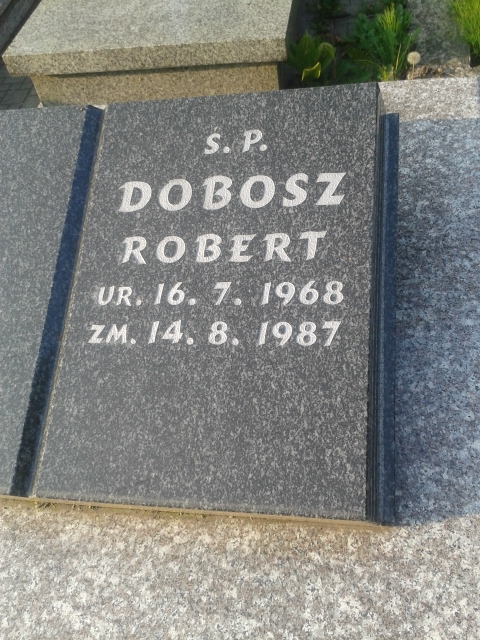 S. P.
DOBOSZ
ROBERT
UR. 16. 7. 1968
ZM. 14. 8. 1987